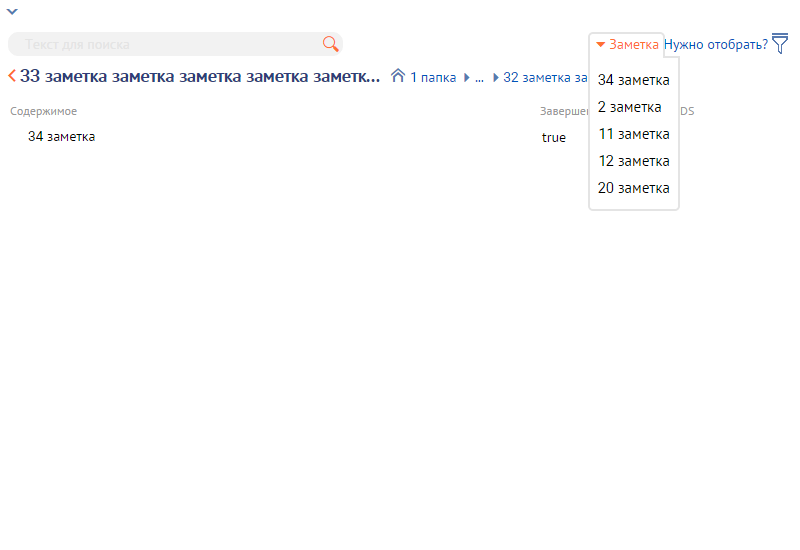 Текст для поиска
Заметка Нужно отобрать?
33 заметка заметка заметка заметка заметк... 1 папка ... 32 заметка за
34 заметка
2 заметка
11 заметка
12 заметка
20 заметка
Содержимое DS
34 заметка true